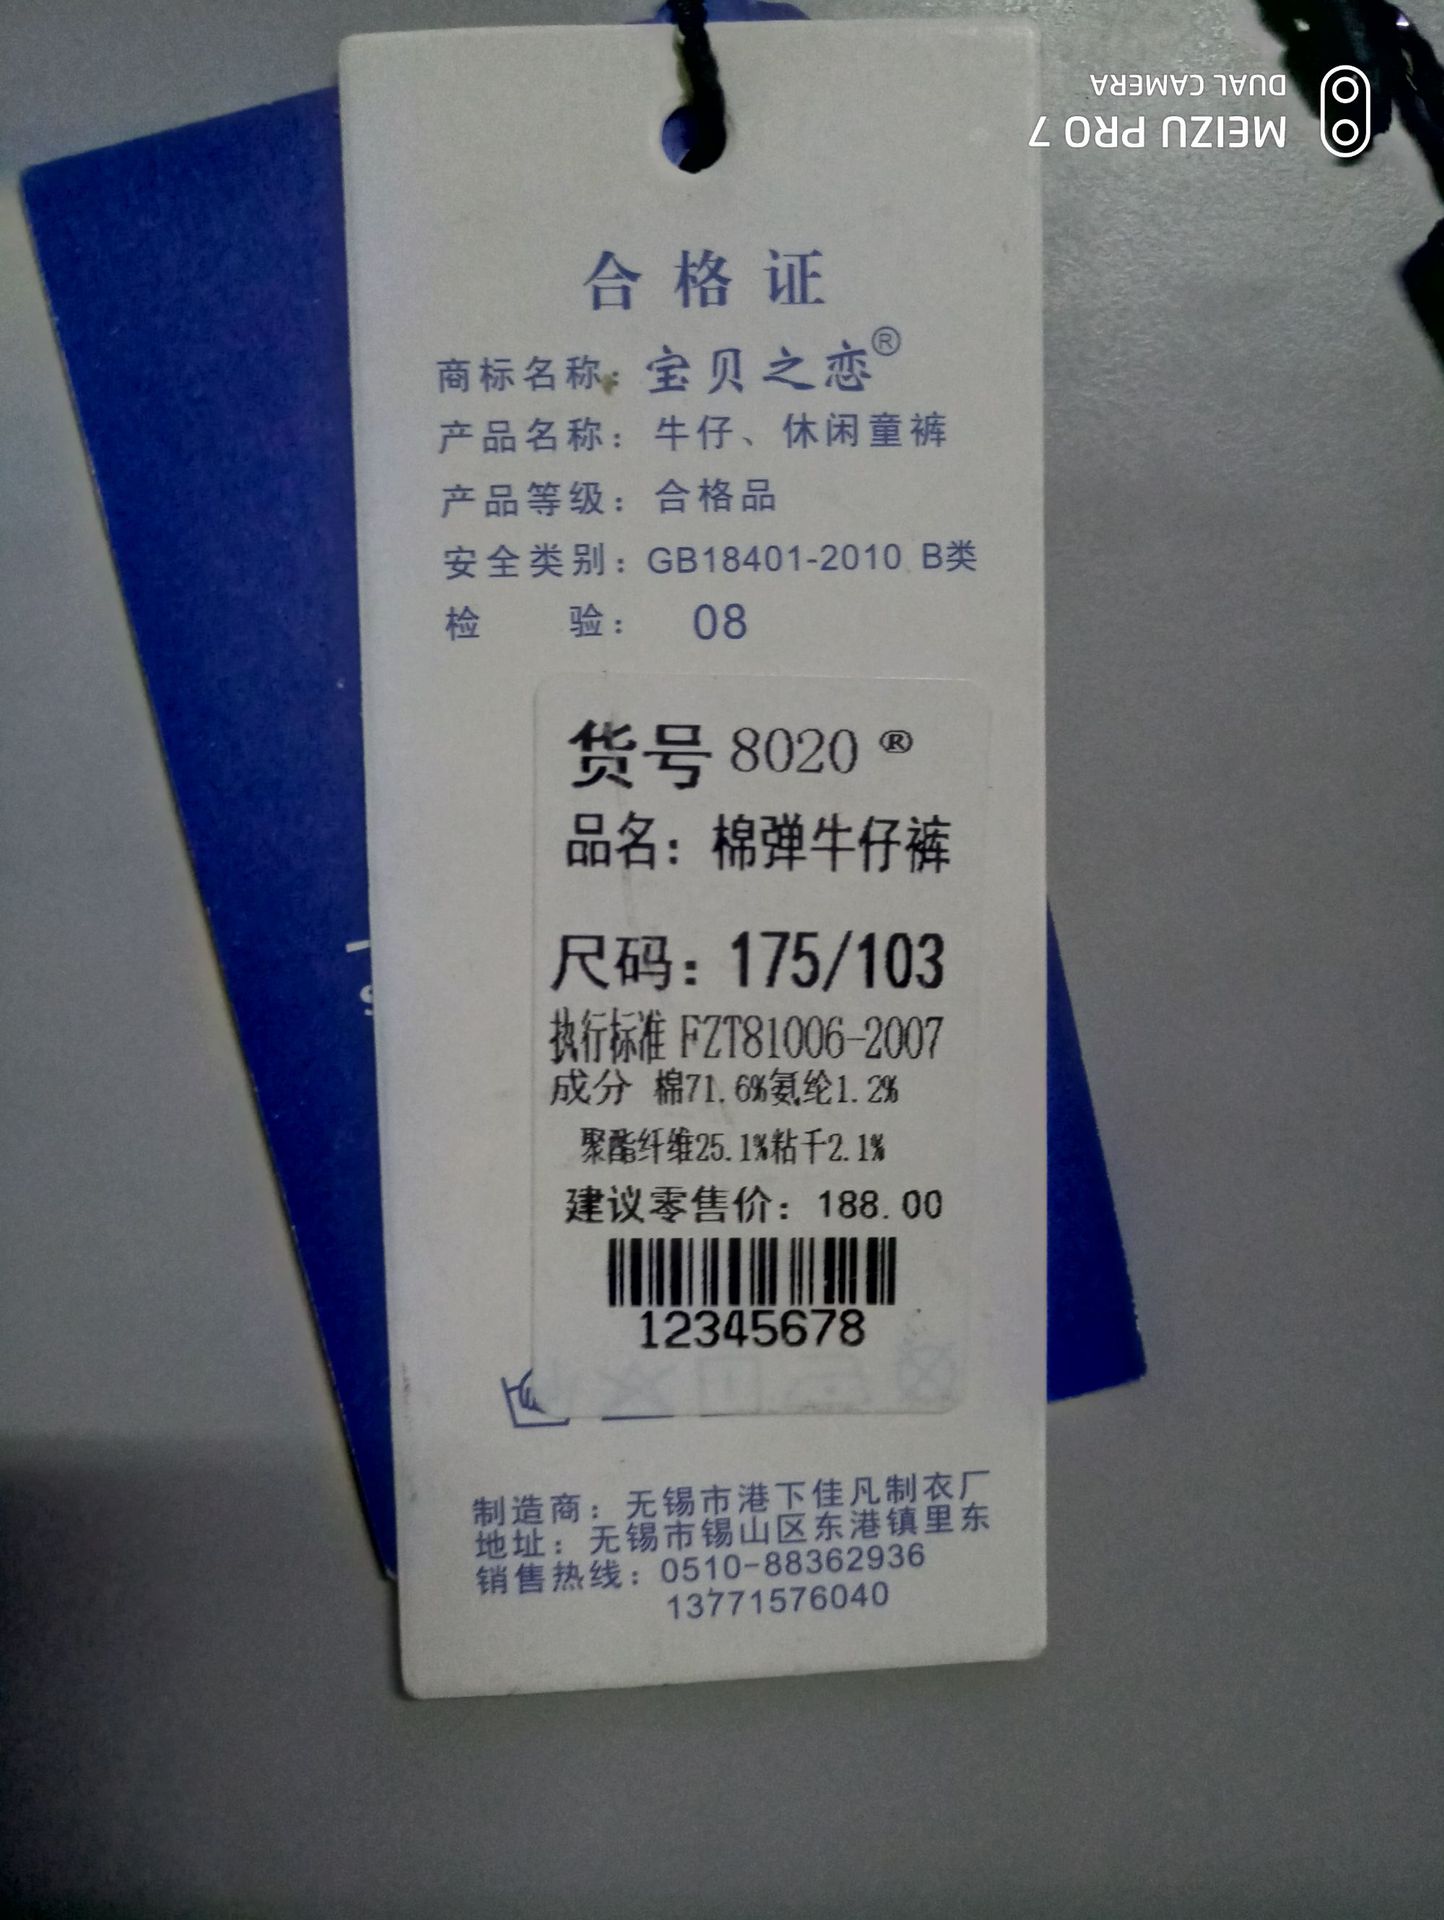 DUAL CAMERA
MEIZU PRO 7
合格证
商标名称：宝贝之恋®
产品名称：牛仔、休闲童裤
产品等级：合格品
安全类别：GB18401-2010 B类
检 验： 08
货号 8020 ®
品名：棉弹牛仔裤
尺码：175/103
执行标准 FZT81006-2007
成分 棉71.6%氨纶1.2%
聚酯纤维25.1%粘干2.1%
建议零售价：188.00
12345678
制造商：无锡市港下佳凡制衣厂
地址：无锡市锡山区东港镇里东
销售热线：0510-88362936
13771576040